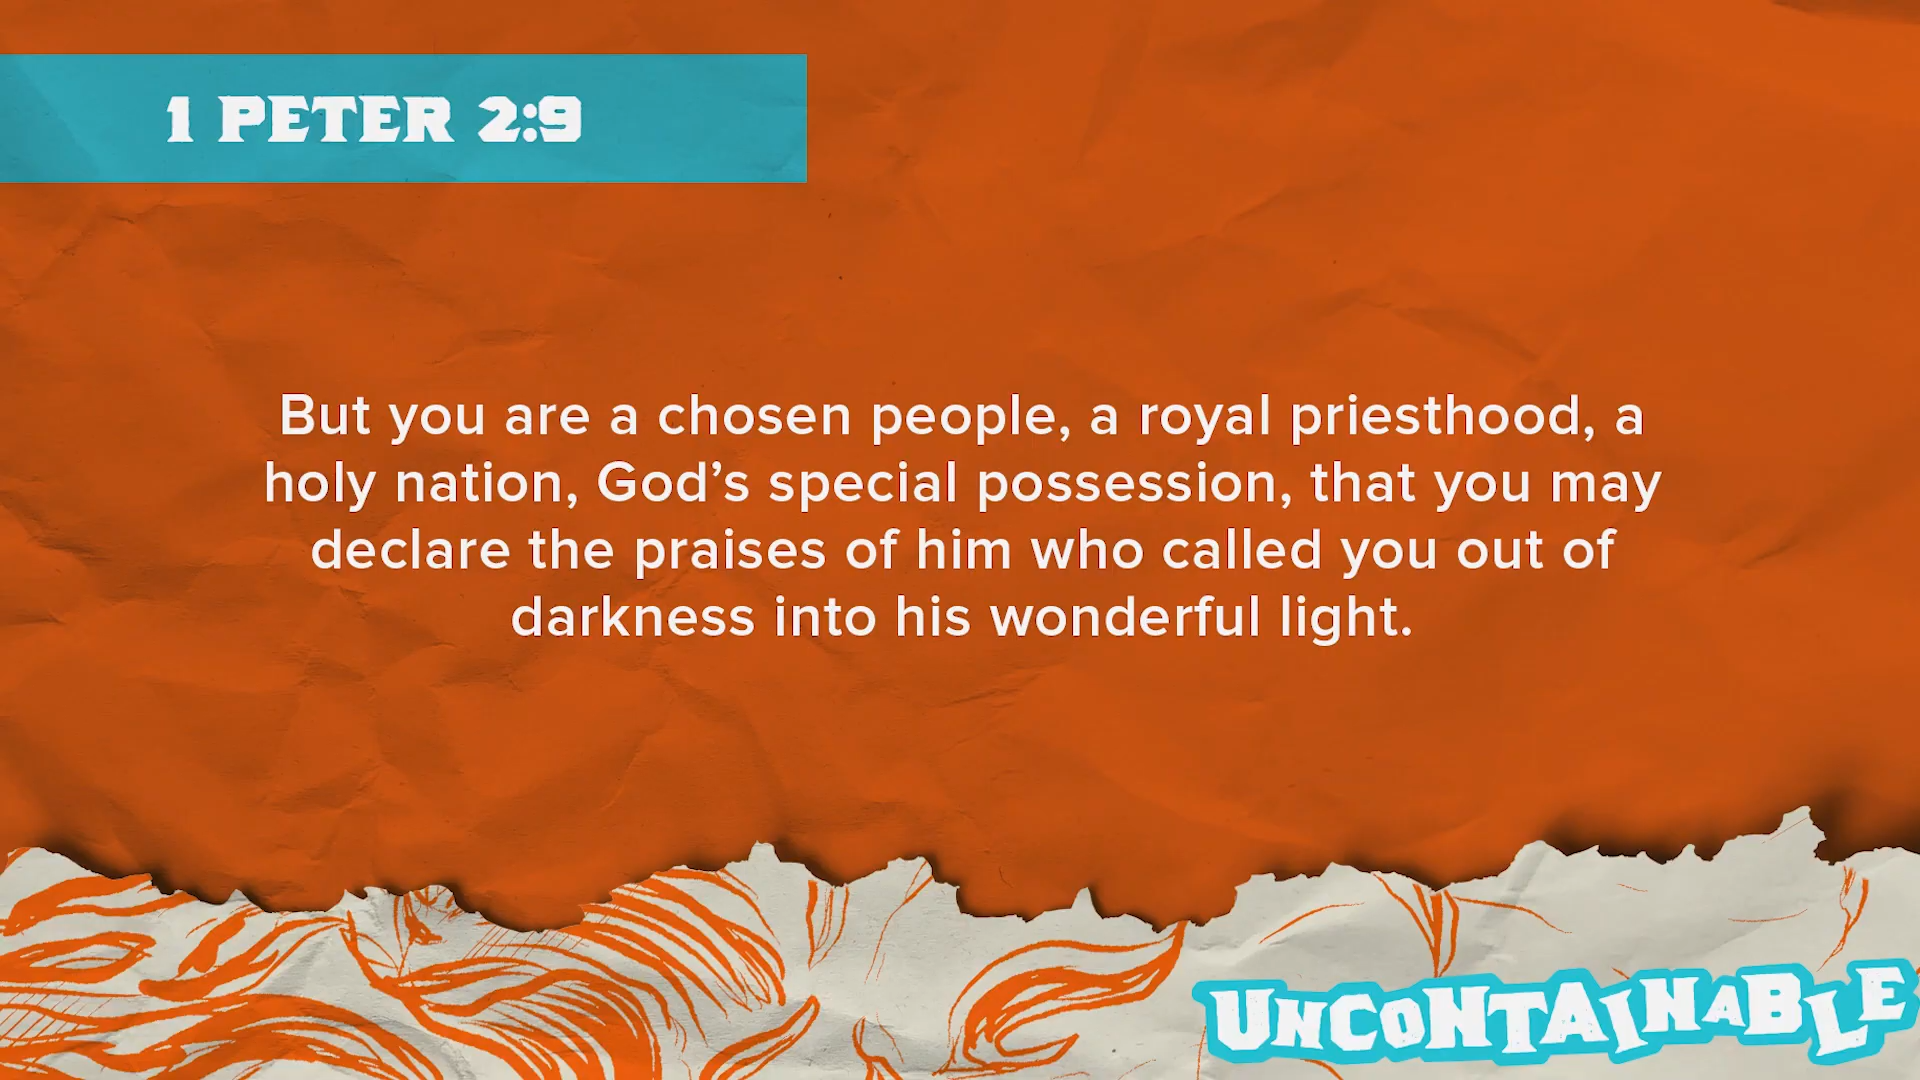 1 PETER 2:9
But you are a chosen people, a royal priesthood, a
holy nation, God’s special possession, that you may
declare the praises of him who called you out of
darkness into his wonderful light.
UNCONTAINABLE